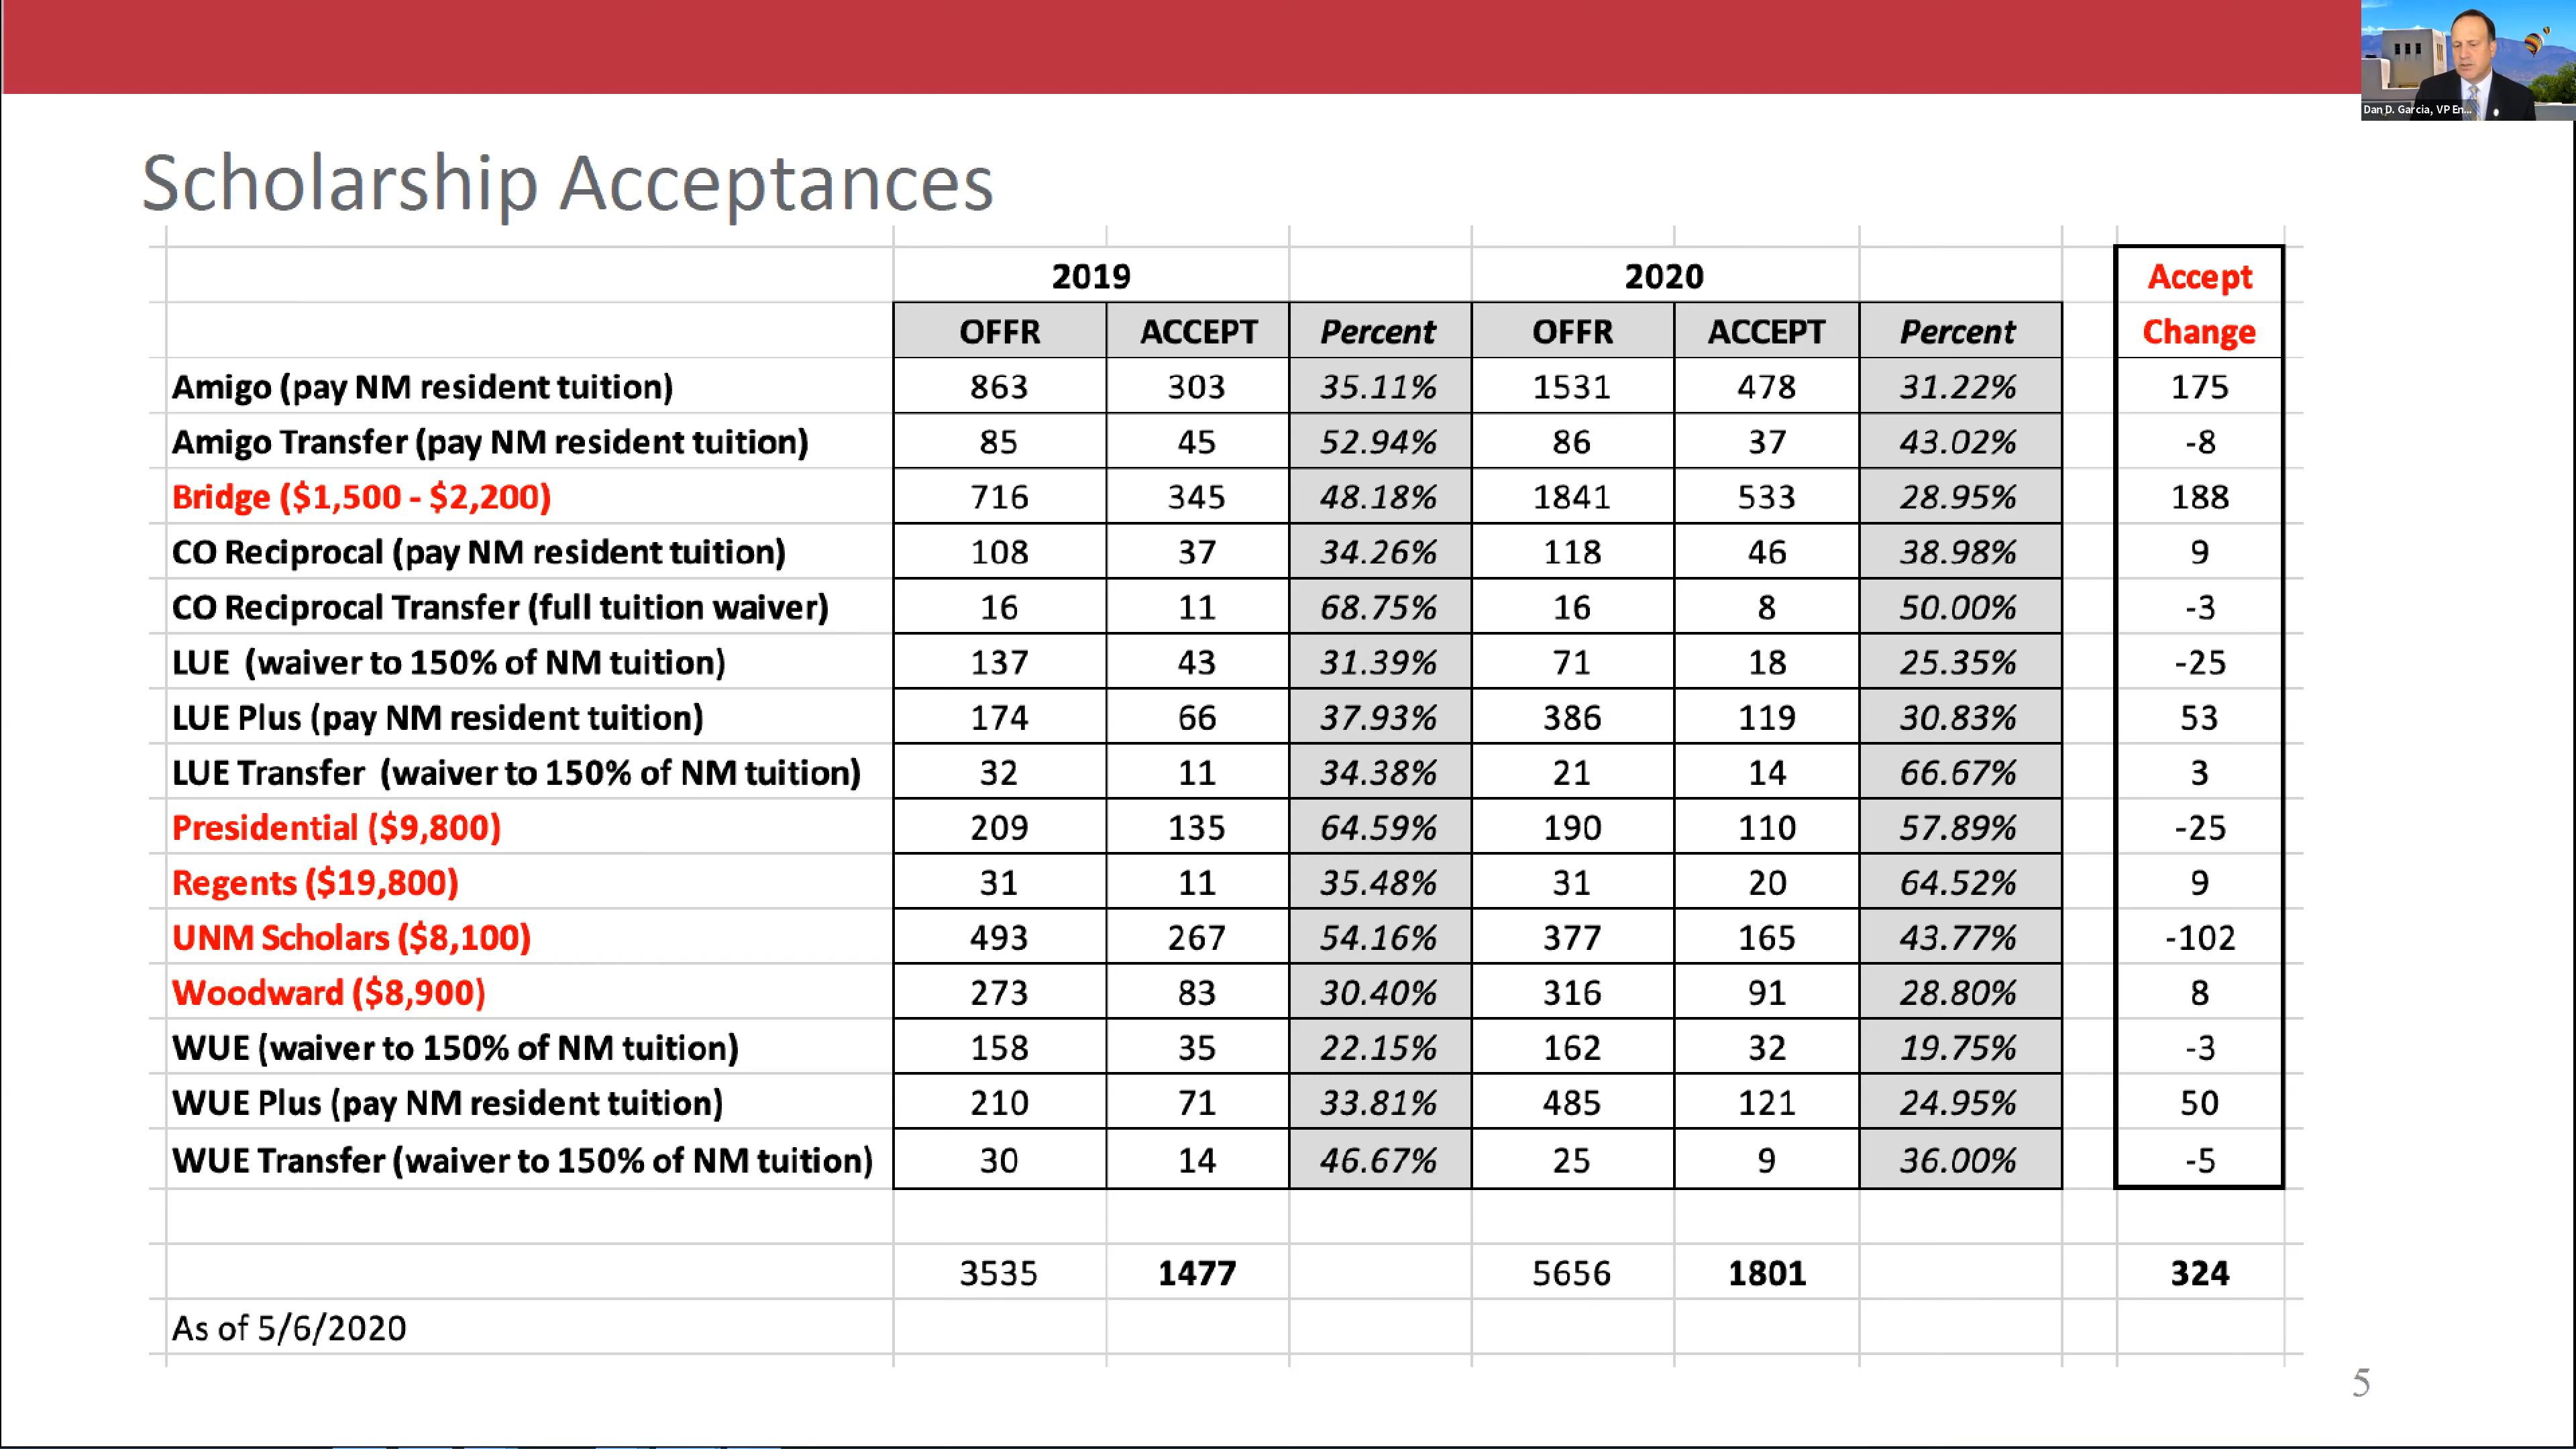 Dan D. Garcia, VP En...
Scholarship Acceptances
2019 2020 Accept
OFFR ACCEPT Percent OFFR ACCEPT Percent Change
Amigo (pay NM resident tuition) 863 303 35.11% 1531 478 31.22% 175
Amigo Transfer (pay NM resident tuition) 85 45 52.94% 86 37 43.02% -8
Bridge ($1,500 - $2,200) 716 345 48.18% 1841 533 28.95% 188
CO Reciprocal (pay NM resident tuition) 108 37 34.26% 118 46 38.98% 9
CO Reciprocal Transfer (full tuition waiver) 16 11 68.75% 16 8 50.00% -3
LUE (waiver to 150% of NM tuition) 137 43 31.39% 71 18 25.35% -25
LUE Plus (pay NM resident tuition) 174 66 37.93% 386 119 30.83% 53
LUE Transfer (waiver to 150% of NM tuition) 32 11 34.38% 21 14 66.67% 3
Presidential ($9,800) 209 135 64.59% 190 110 57.89% -25
Regents ($19,800) 31 11 35.48% 31 20 64.52% 9
UNM Scholars ($8,100) 493 267 54.16% 377 165 43.77% -102
Woodward ($8,900) 273 83 30.40% 316 91 28.80% 8
WUE (waiver to 150% of NM tuition) 158 35 22.15% 162 32 19.75% -3
WUE Plus (pay NM resident tuition) 210 71 33.81% 485 121 24.95% 50
WUE Transfer (waiver to 150% of NM tuition) 30 14 46.67% 25 9 36.00% -5
3535 1477 5656 1801 324
As of 5/6/2020
5